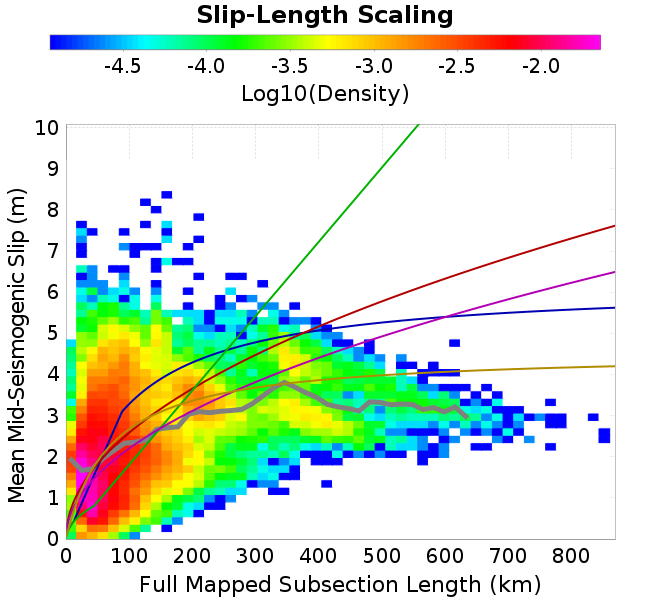 Slip-Length Scaling
-4.5 -4.0 -3.5 -3.0 -2.5 -2.0
Log10(Density)
10
9
8
7
6
5
4
3
2
1
0
Mean Mid-Seismogenic Slip (m)
0 100 200 300 400 500 600 700 800
Full Mapped Subsection Length (km)